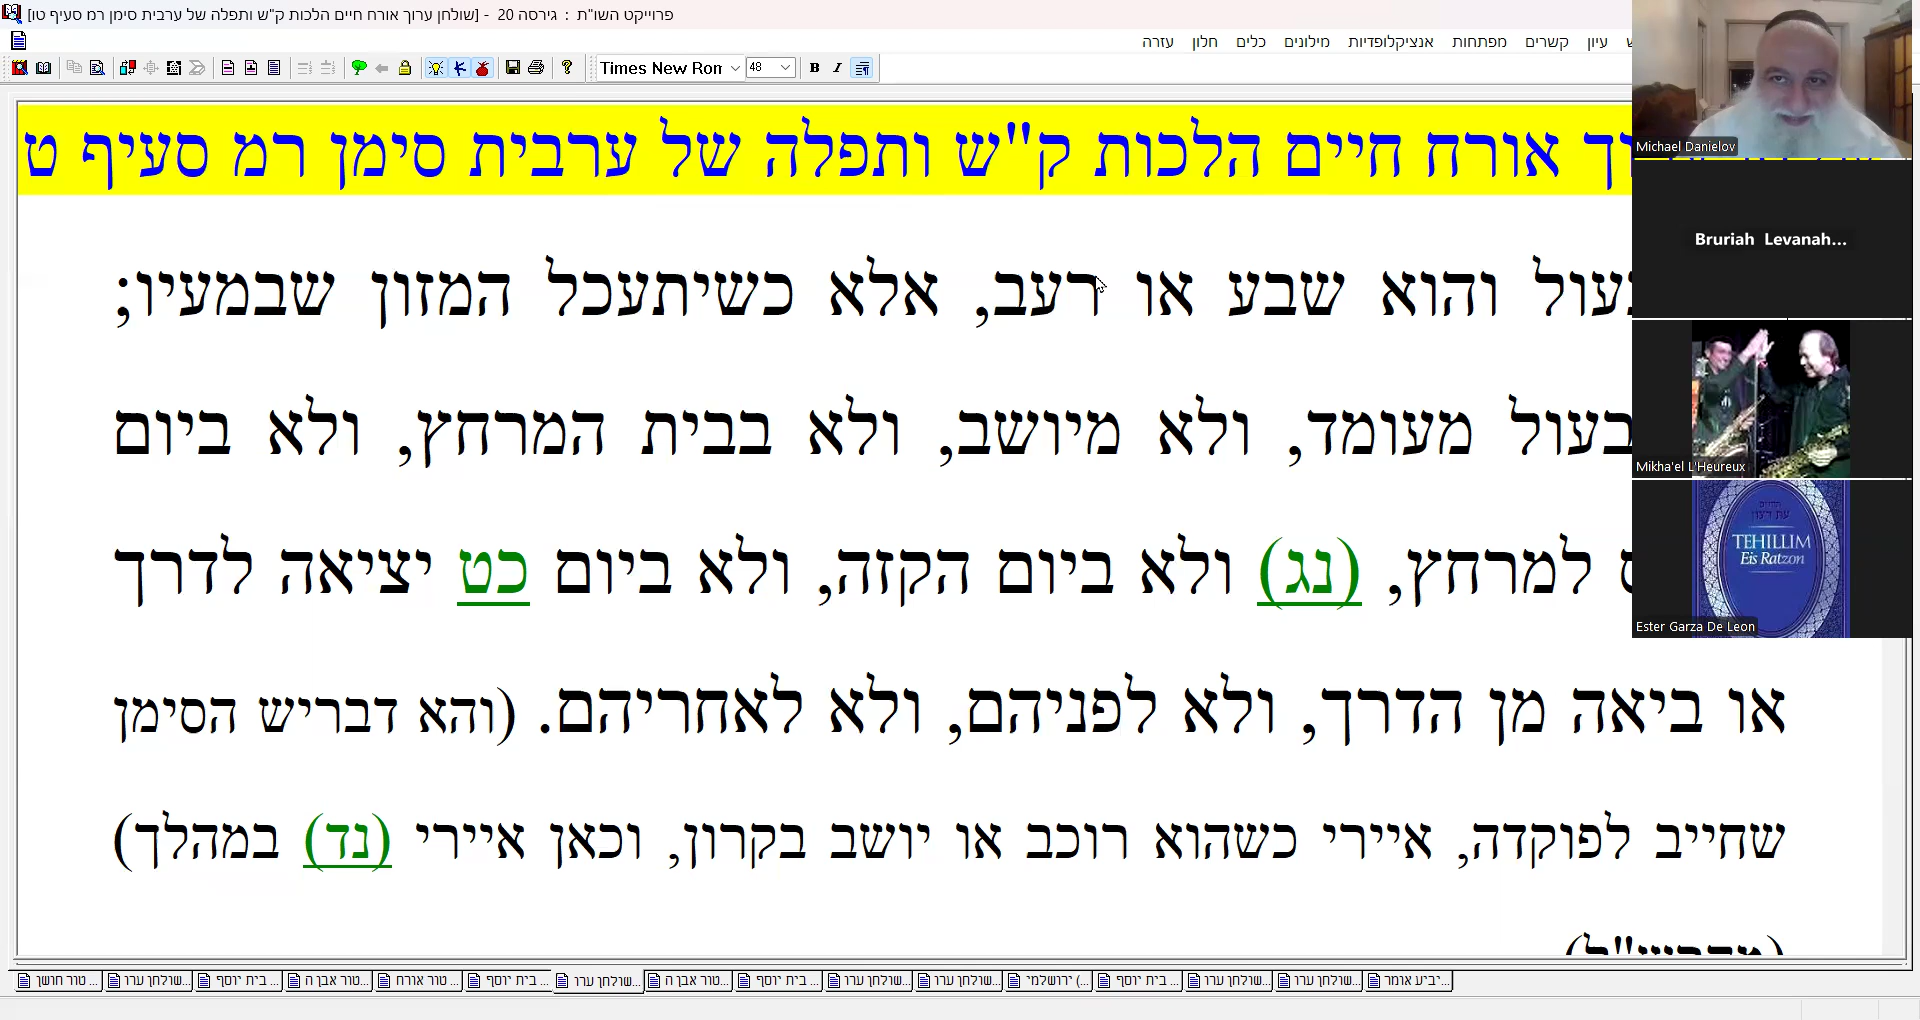 פרוייקט השו"ת : גירסה 20 - [שולחן ערוך אורח חיים הלכות ק"ש ותפלה של ערבית סימן רמ סעיף טו]
עיון קשרים מפתחות אנציקלופדיות מילונים כלים חלון עזרה
Times New Ron 48 B I
אורח חיים הלכות ק"ש ותפלה של ערבית סימן רמ סעיף ט
והוא שבע או רעב, אלא כשיתעכל המזון שבמעיו;
בעול מעומד, ולא מיושב, ולא בבית המרחץ, ולא ביום
למרחץ, (נג) ולא ביום הקזה, ולא ביום כט יציאה לדרך
או ביאה מן הדרך, ולא לפניהם, ולא לאחריהם. (והא דבריש הסימן
שחייב לפוקדה, איירי כשהוא רוכב או יושב בקרון, וכאן איירי (נד) במהלך)
Michael Danielov
Bruriah Levanah...
Mikha'el L'Heureux
TEHILLIM
Eis Ratzon
Ester Garza De Leon
יביע אומר...
שולחן ערו...
שולחן ערו...
בית יוסף ...
ירושלמי (...
שולחן ערו...
שולחן ערו...
בית יוסף ...
טור אבן ה...
שולחן ערו...
בית יוסף ...
טור אורח ...
טור אבן ה...
בית יוסף ...
שולחן ערו...
טור חושן ...